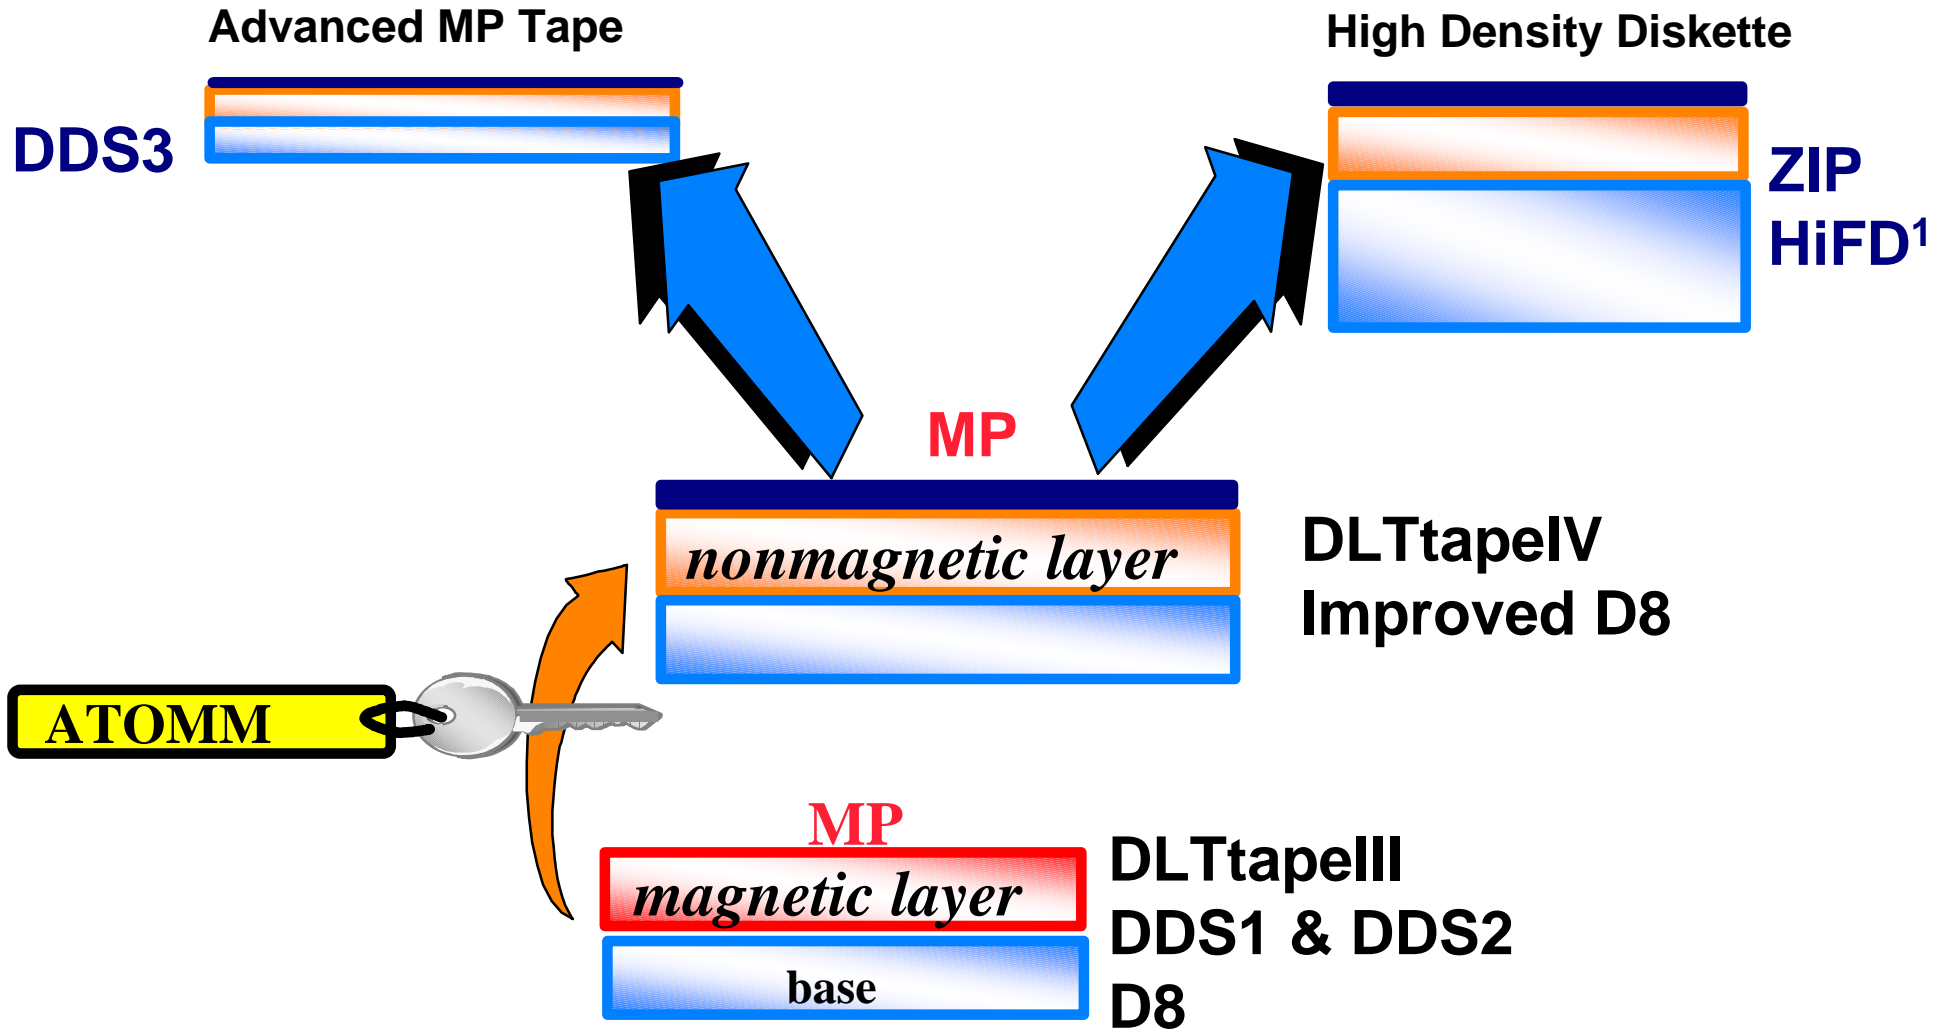 Advanced MP Tape
High Density Diskette
DDS3
ZIP
HiFD¹
MP
nonmagnetic layer
DLTtapeIV
Improved D8
ATOMM
MP
magnetic layer
base
DLTtapeIII
DDS1 & DDS2
D8